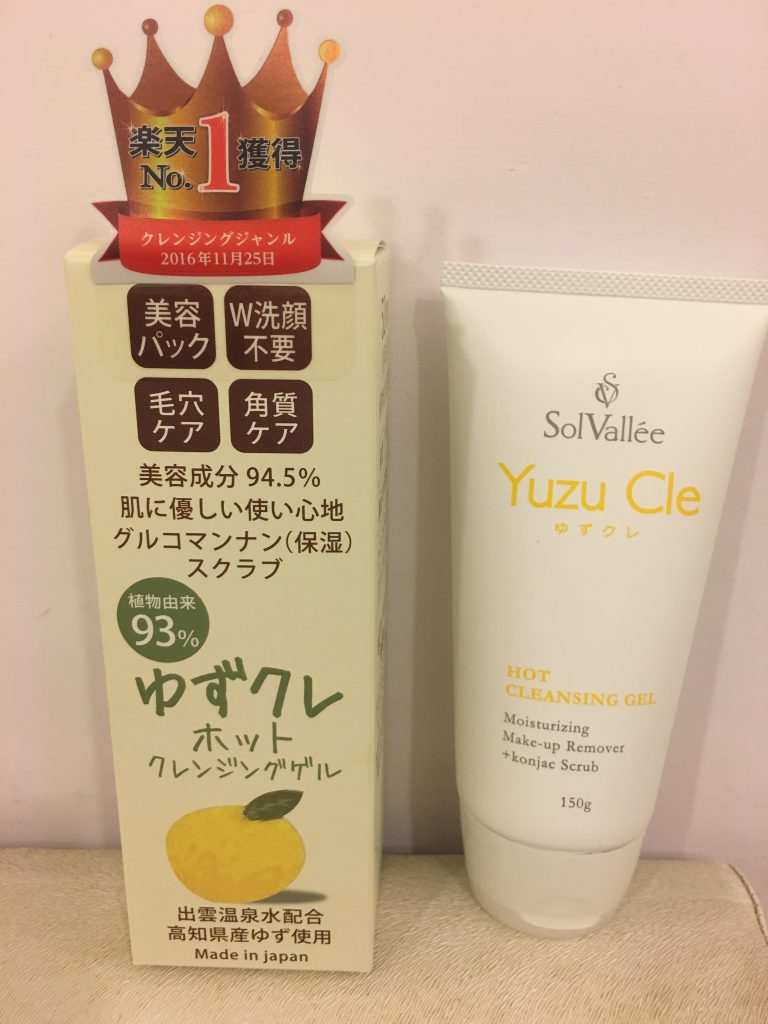 楽天
No.1獲得
クレンジングジャンル
2016年11月25日
美容
パック
W洗顔
不要
毛穴
ケア
角質
ケア
美容成分 94.5%
肌に優しい使い心地
グルコマンナン(保湿)
スクラブ
植物由来
93%
ゆずクレ
ホット
クレンジングゲル
出雲温泉水配合
高知県産ゆず使用
Made in japan
SV
SolVallée
Yuzu Cle
ゆずクレ
HOT
CLEANSING GEL
Moisturizing
Make-up Remover
+konjac Scrub
150g